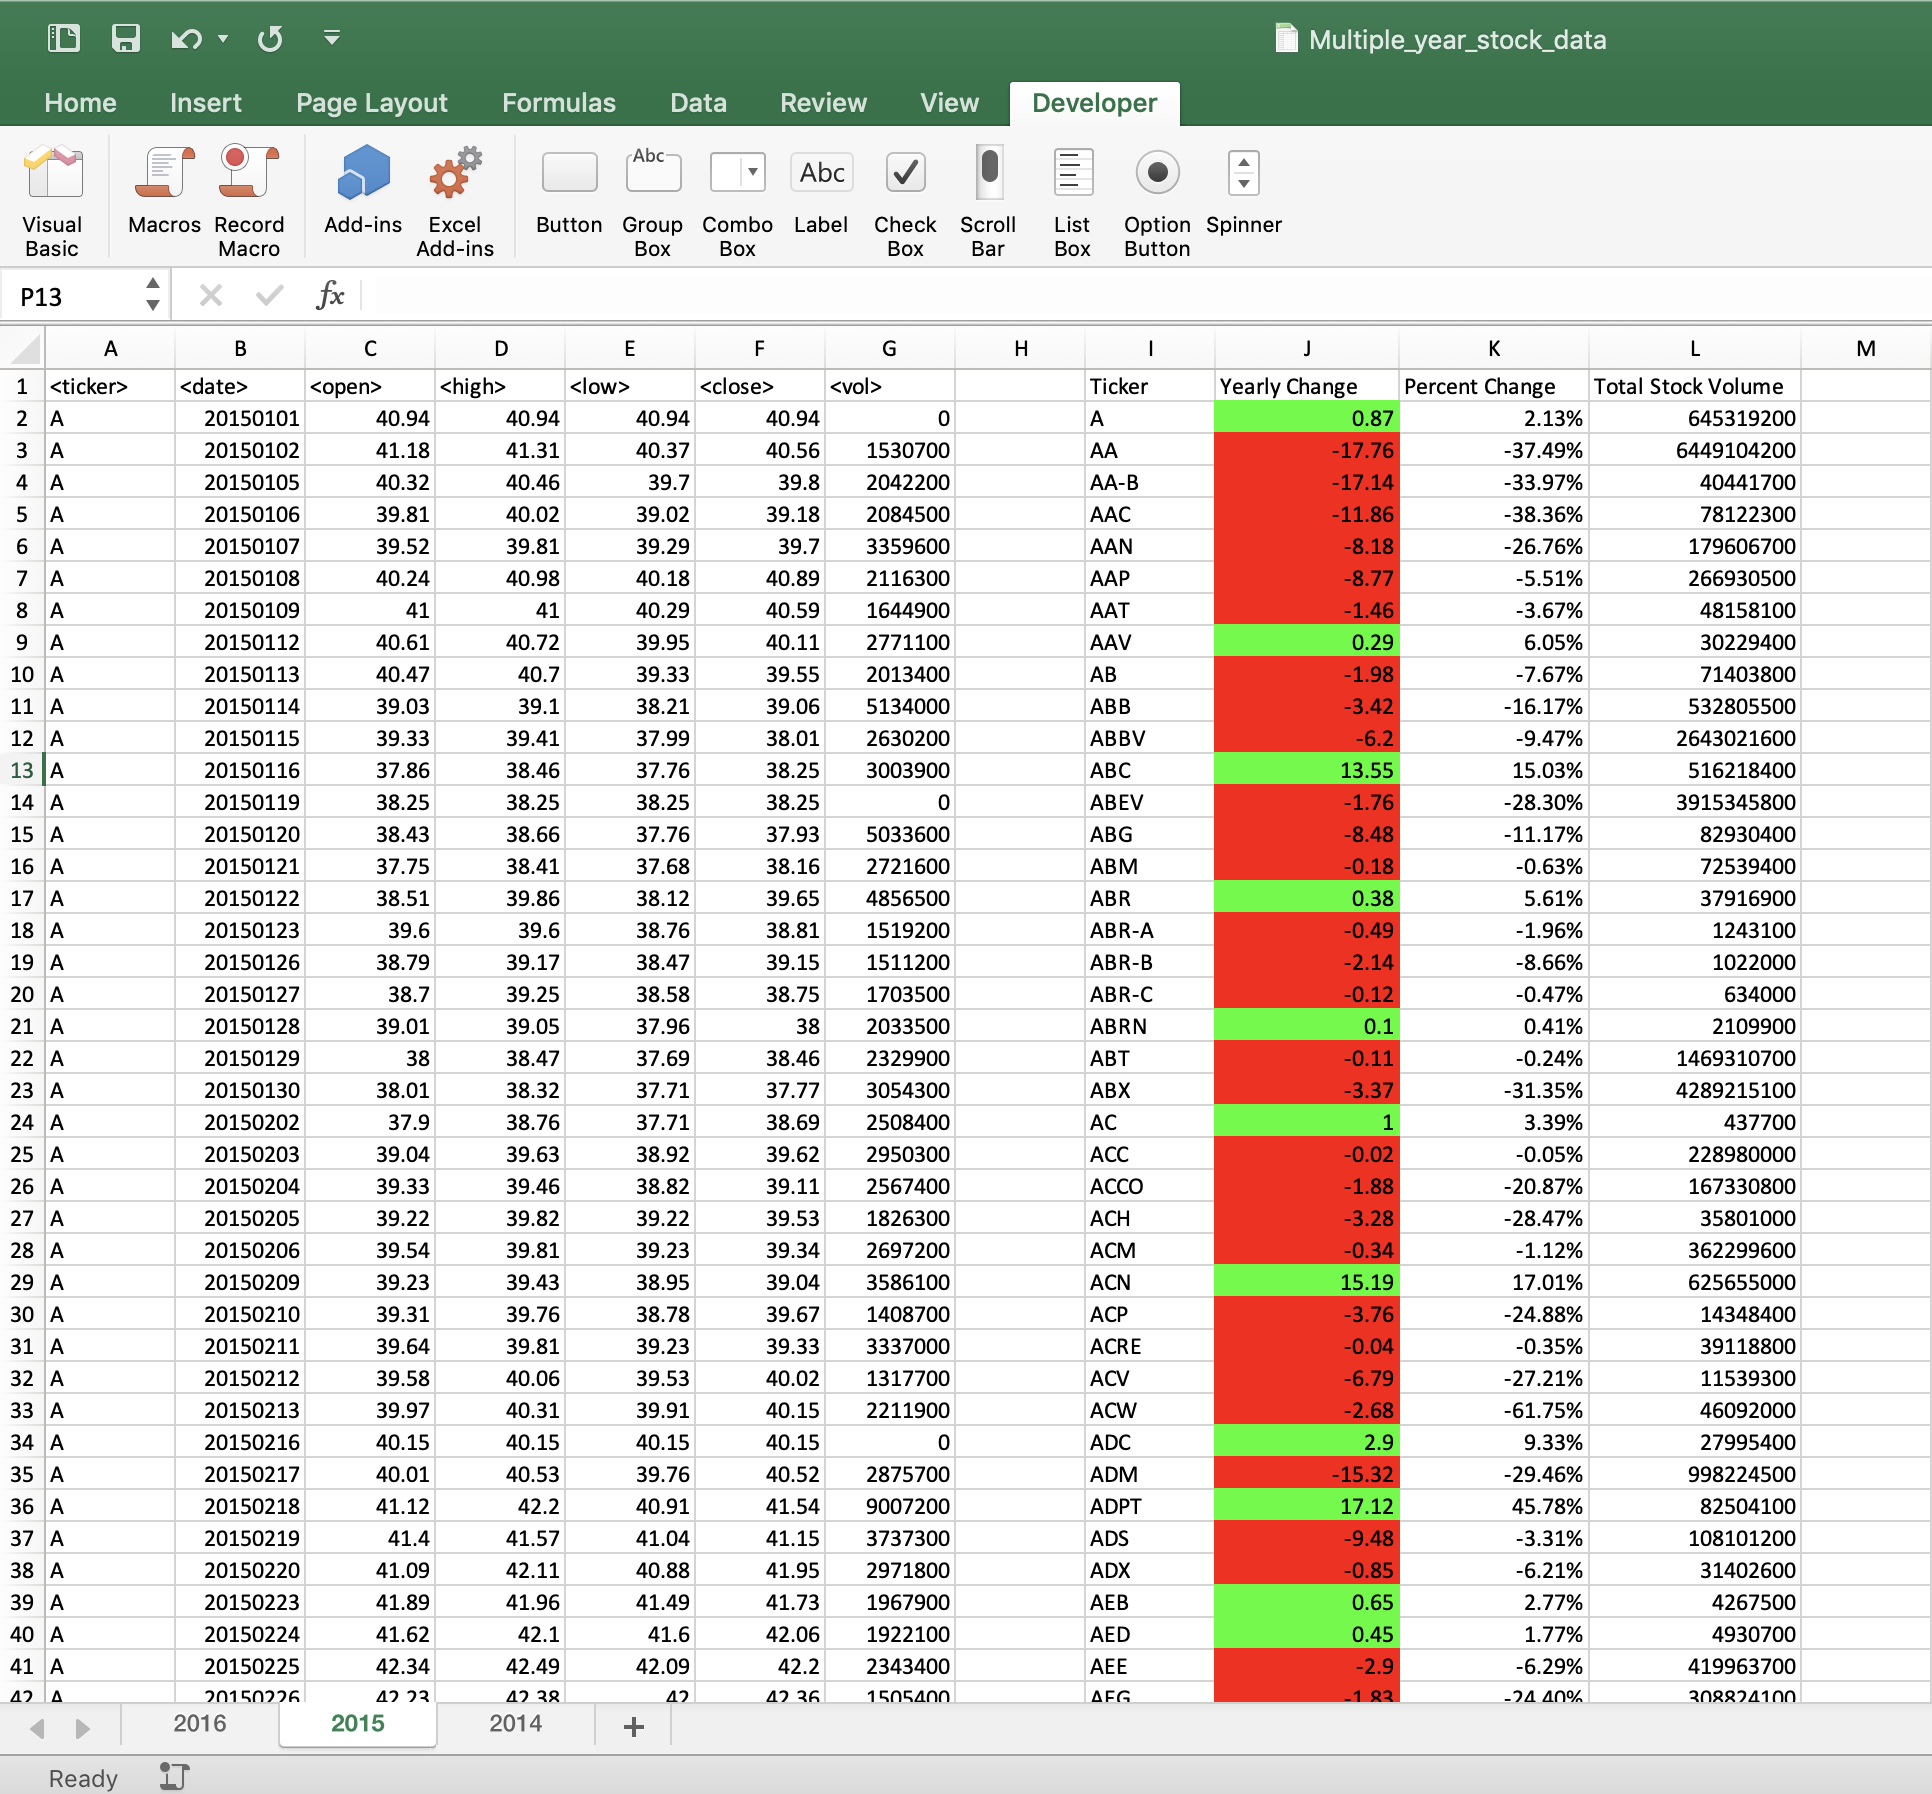 Multiple_year_stock_data
Home Insert Page Layout Formulas Data Review View Developer
Abc Abc
Visual Basic Macros Record Macro Add-ins Excel Add-ins Button Group Box Combo Box Label Check Box Scroll Bar List Box Option Button Spinner
P13 fx
A B C D E F G H I J K L M
1 <ticker> <date> <open> <high> <low> <close> <vol> Ticker Yearly Change Percent Change Total Stock Volume
2 A 20150101 40.94 40.94 40.94 40.94 0 A 0.87 2.13% 645319200
3 A 20150102 41.18 41.31 40.37 40.56 1530700 AA -17.76 -37.49% 6449104200
4 A 20150105 40.32 40.46 39.7 39.8 2042200 AA-B -17.14 -33.97% 40441700
5 A 20150106 39.81 40.02 39.02 39.18 2084500 AAC -11.86 -38.36% 78122300
6 A 20150107 39.52 39.81 39.29 39.7 3359600 AAN -8.18 -26.76% 179606700
7 A 20150108 40.24 40.98 40.18 40.89 2116300 AAP -8.77 -5.51% 266930500
8 A 20150109 41 41 40.29 40.59 1644900 AAT -1.46 -3.67% 48158100
9 A 20150112 40.61 40.72 39.95 40.11 2771100 AAV 0.29 6.05% 30229400
10 A 20150113 40.47 40.7 39.33 39.55 2013400 AB -1.98 -7.67% 71403800
11 A 20150114 39.03 39.1 38.21 39.06 5134000 ABB -3.42 -16.17% 532805500
12 A 20150115 39.33 39.41 37.99 38.01 2630200 ABBV -6.2 -9.47% 2643021600
13 A 20150116 37.86 38.46 37.76 38.25 3003900 ABC 13.55 15.03% 516218400
14 A 20150119 38.25 38.25 38.25 38.25 0 ABEV -1.76 -28.30% 3915345800
15 A 20150120 38.43 38.66 37.76 37.93 5033600 ABG -8.48 -11.17% 82930400
16 A 20150121 37.75 38.41 37.68 38.16 2721600 ABM -0.18 -0.63% 72539400
17 A 20150122 38.51 39.86 38.12 39.65 4856500 ABR 0.38 5.61% 37916900
18 A 20150123 39.6 39.6 38.76 38.81 1519200 ABR-A -0.49 -1.96% 1243100
19 A 20150126 38.79 39.17 38.47 39.15 1511200 ABR-B -2.14 -8.66% 1022000
20 A 20150127 38.7 39.25 38.58 38.75 1703500 ABR-C -0.12 -0.47% 634000
21 A 20150128 39.01 39.05 37.96 38 2033500 ABRN 0.1 0.41% 2109900
22 A 20150129 38 38.47 37.69 38.46 2329900 ABT -0.11 -0.24% 1469310700
23 A 20150130 38.01 38.32 37.71 37.77 3054300 ABX -3.37 -31.35% 4289215100
24 A 20150202 37.9 38.76 37.71 38.69 2508400 AC 1 3.39% 437700
25 A 20150203 39.04 39.63 38.92 39.62 2950300 ACC -0.02 -0.05% 228980000
26 A 20150204 39.33 39.46 38.82 39.11 2567400 ACCO -1.88 -20.87% 167330800
27 A 20150205 39.22 39.82 39.22 39.53 1826300 ACH -3.28 -28.47% 35801000
28 A 20150206 39.54 39.81 39.23 39.34 2697200 ACM -0.34 -1.12% 362299600
29 A 20150209 39.23 39.43 38.95 39.04 3586100 ACN 15.19 17.01% 625655000
30 A 20150210 39.31 39.76 38.78 39.67 1408700 ACP -3.76 -24.88% 14348400
31 A 20150211 39.64 39.81 39.23 39.33 3337000 ACRE -0.04 -0.35% 39118800
32 A 20150212 39.58 40.06 39.53 40.02 1317700 ACV -6.79 -27.21% 11539300
33 A 20150213 39.97 40.31 39.91 40.15 2211900 ACW -2.68 -61.75% 46092000
34 A 20150216 40.15 40.15 40.15 40.15 0 ADC 2.9 9.33% 27995400
35 A 20150217 40.01 40.53 39.76 40.52 2875700 ADM -15.32 -29.46% 998224500
36 A 20150218 41.12 42.2 40.91 41.54 9007200 ADPT 17.12 45.78% 82504100
37 A 20150219 41.4 41.57 41.04 41.15 3737300 ADS -9.48 -3.31% 108101200
38 A 20150220 41.09 42.11 40.88 41.95 2971800 ADX -0.85 -6.21% 31402600
39 A 20150223 41.89 41.96 41.49 41.73 1967900 AEB 0.65 2.77% 4267500
40 A 20150224 41.62 42.1 41.6 42.06 1922100 AED 0.45 1.77% 4930700
41 A 20150225 42.34 42.49 42.09 42.2 2343400 AEE -2.9 -6.29% 419963700
42 A 20150226 42.23 42.38 42 42.36 1505400 AEG -1.83 -24.40% 308824100
2016 2015 2014 +
Ready